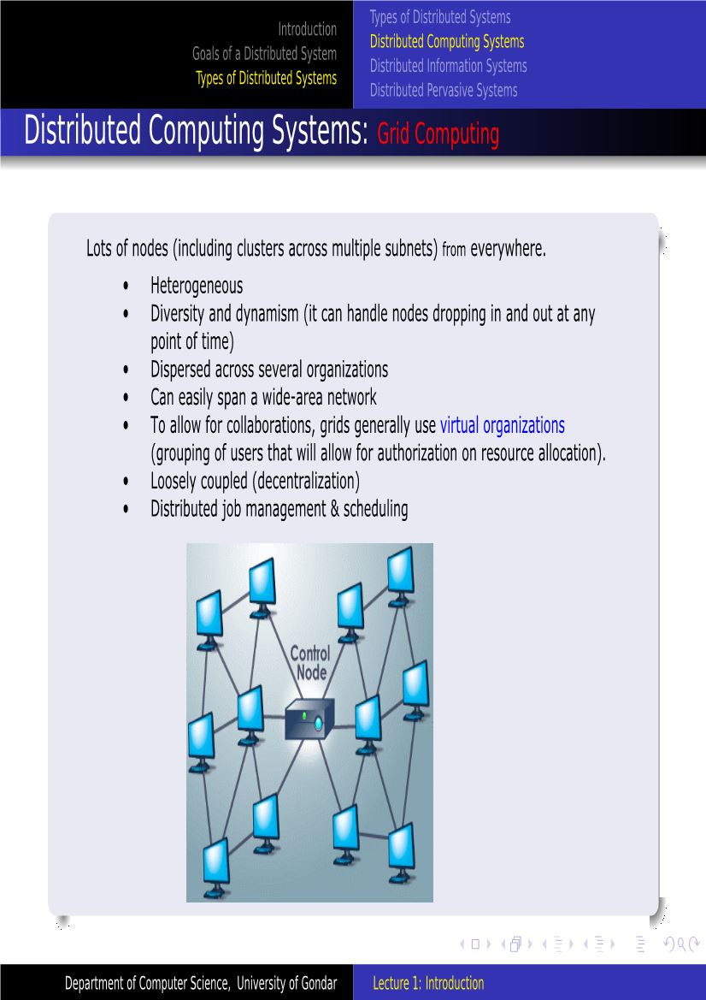 Introduction
Goals of a Distributed System
Types of Distributed Systems
Types of Distributed Systems
Distributed Computing Systems
Distributed Information Systems
Distributed Pervasive Systems
Distributed Computing Systems: Grid Computing
Lots of nodes (including clusters across multiple subnets) from everywhere.
• Heterogeneous
• Diversity and dynamism (it can handle nodes dropping in and out at any
point of time)
• Dispersed across several organizations
• Can easily span a wide-area network
• To allow for collaborations, grids generally use virtual organizations
(grouping of users that will allow for authorization on resource allocation).
• Loosely coupled (decentralization)
• Distributed job management & scheduling
Control
Node
Department of Computer Science, University of Gondar
Lecture 1: Introduction